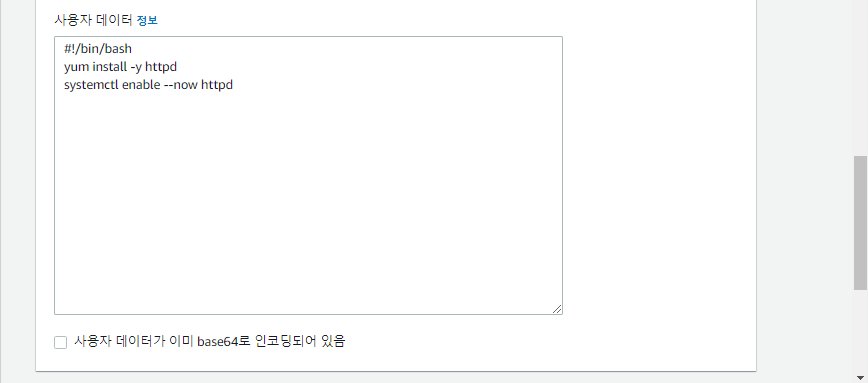 사용자 데이터 정보
#!/bin/bash
yum install -y httpd
systemctl enable --now httpd
사용자 데이터가 이미 base64로 인코딩되어 있음